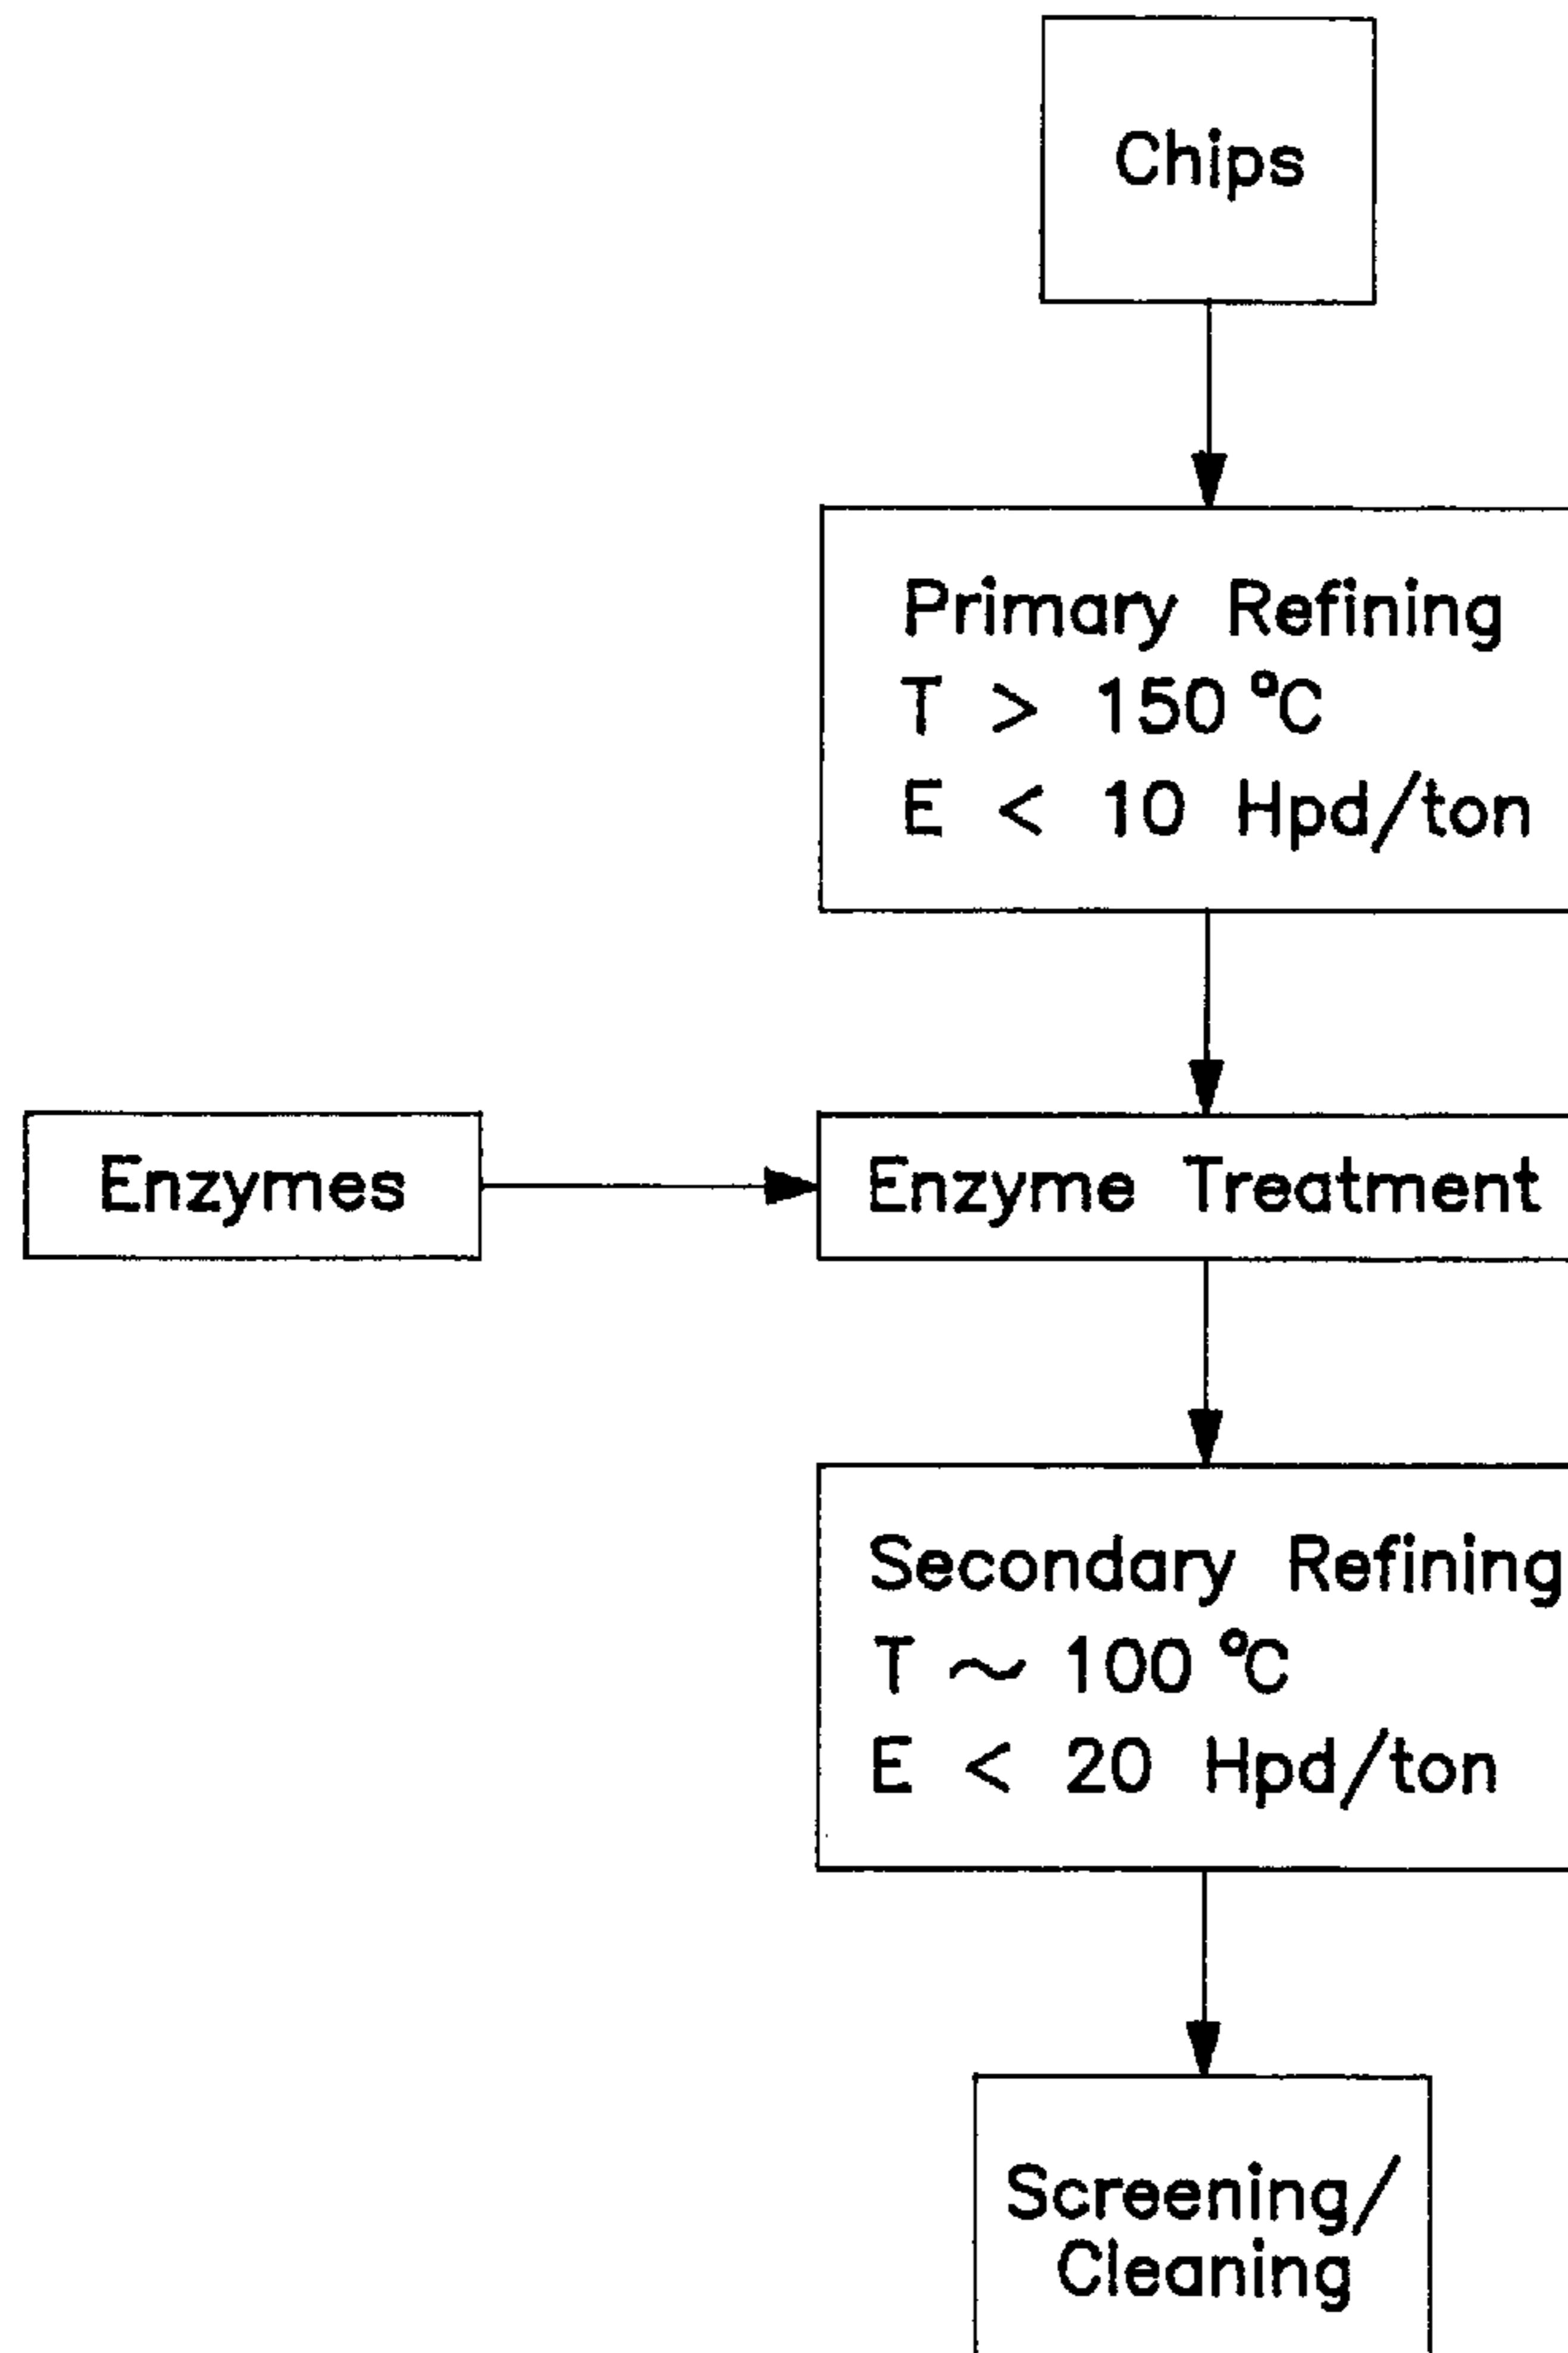 Chips
Primary Refining
T > 150 °C
E < 10 Hpd/ton
Enzymes
Enzyme Treatment
Secondary Refining
T ~ 100 °C
E < 20 Hpd/ton
Screening/
Cleaning